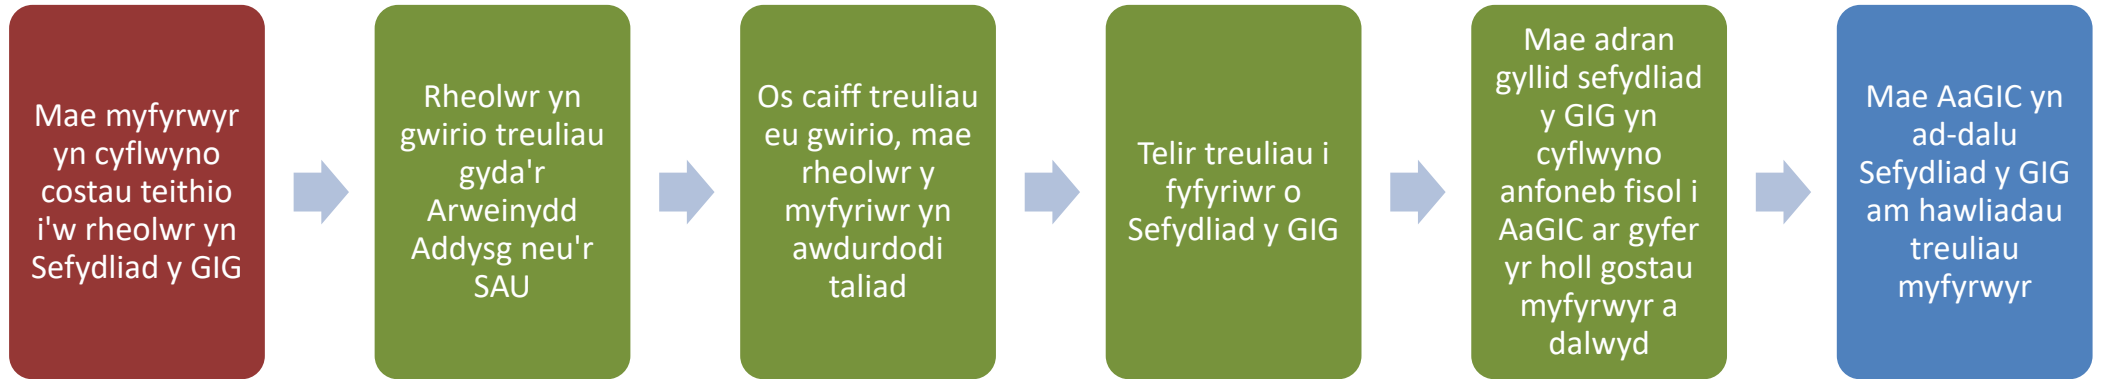 Mae myfyrwyr
yn cyflwyno
costau teithio
i'w rheolwr yn
Sefydliad y GIG
Rheolwr yn
gwirio treuliau
gyda'r
Arweinydd
Addysg neu'r
SAU
Os caiff treuliau
eu gwirio, mae
rheolwr y
myfyriwr yn
awdurdodi
taliad
Telir treuliau i
fyfyriwr o
Sefydliad y GIG
Mae adran
gyllid sefydliad
y GIG yn
cyflwyno
anfoneb fisol i
AaGIC ar gyfer
yr holl gostau
myfyrwyr a
dalwyd
Mae AaGIC yn
ad-dalu
Sefydliad y GIG
am hawliadau
treuliau
myfyrwyr